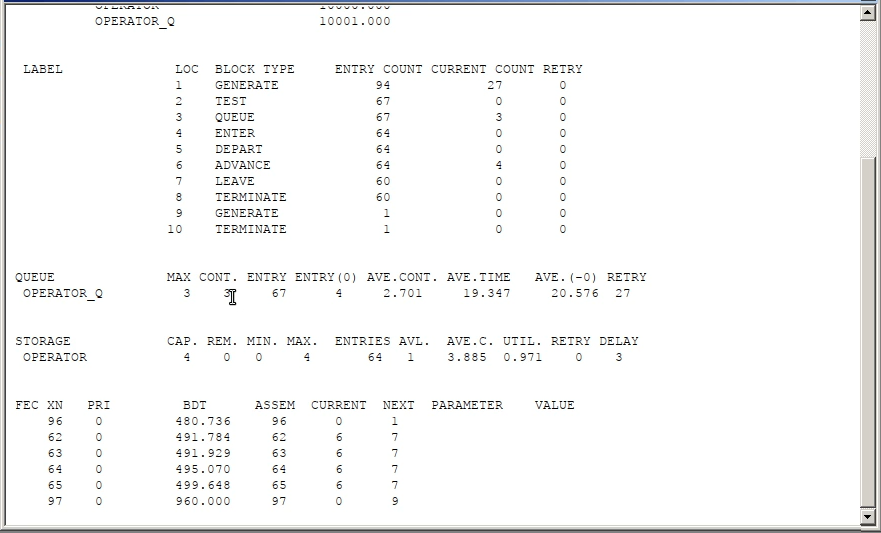 OPERATOR 10000.000
OPERATOR_Q 10001.000
LABEL LOC BLOCK TYPE ENTRY COUNT CURRENT COUNT RETRY
1 GENERATE 94 27 0
2 TEST 67 0 0
3 QUEUE 67 3 0
4 ENTER 64 0 0
5 DEPART 64 0 0
6 ADVANCE 64 4 0
7 LEAVE 60 0 0
8 TERMINATE 60 0 0
9 GENERATE 1 0 0
10 TERMINATE 1 0 0
QUEUE MAX CONT. ENTRY ENTRY(0) AVE.CONT. AVE.TIME AVE.(-0) RETRY
OPERATOR_Q 3 3 67 4 2.701 19.347 20.576 27
STORAGE CAP. REM. MIN. MAX. ENTRIES AVL. AVE.C. UTIL. RETRY DELAY
OPERATOR 4 0 0 4 64 1 3.885 0.971 0 3
FEC XN PRI BDT ASSEM CURRENT NEXT PARAMETER VALUE
96 0 480.736 96 0 1
62 0 491.784 62 6 7
63 0 491.929 63 6 7
64 0 495.070 64 6 7
65 0 499.648 65 6 7
97 0 960.000 97 0 9